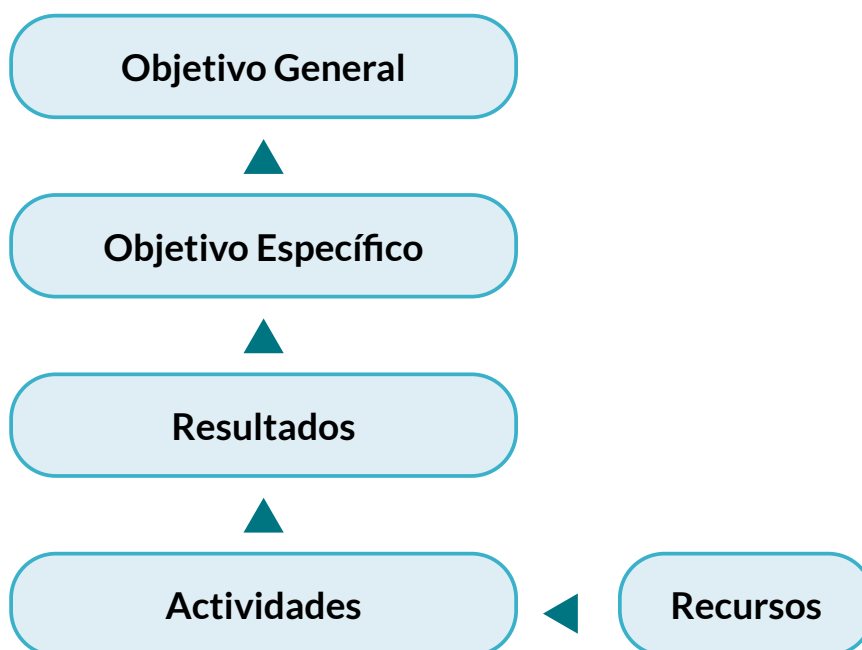 Objetivo General
Objetivo Específico
Resultados
Actividades
Recursos